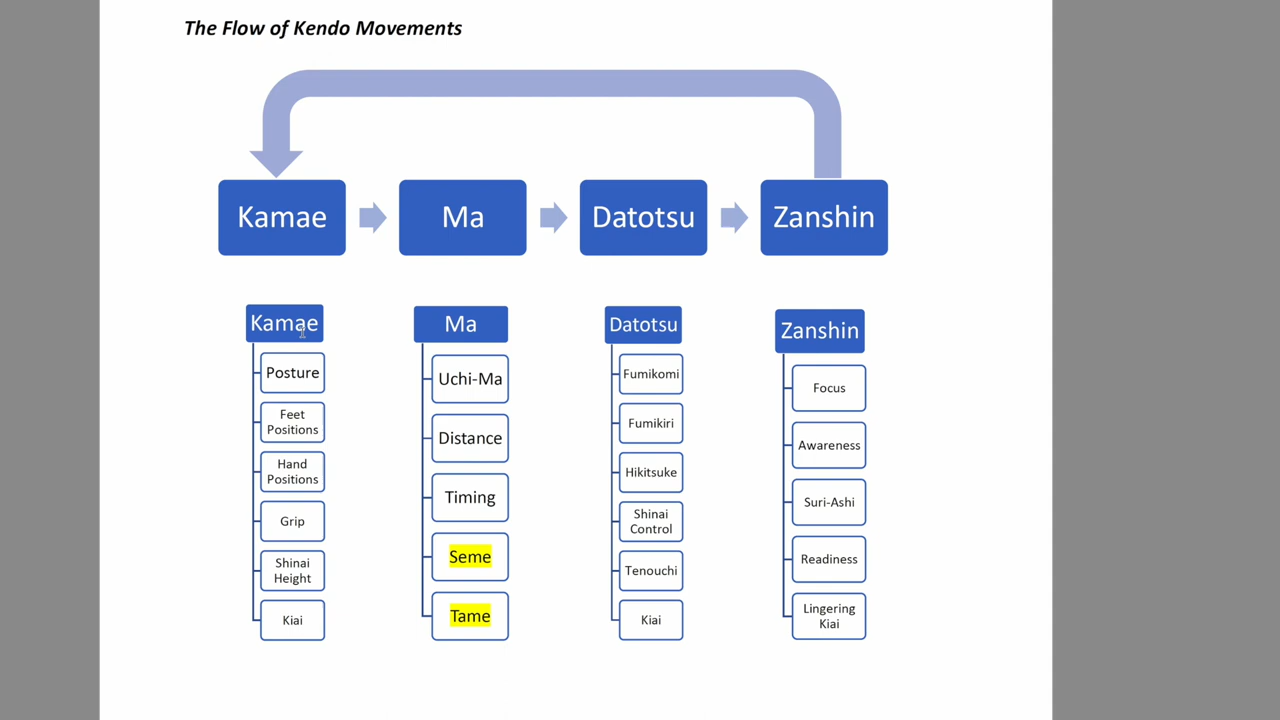 The Flow of Kendo Movements
Kamae
Ma
Datotsu
Zanshin
Kamae
Posture
Feet
Positions
Hand
Positions
Grip
Shinai
Height
Kiai
Ma
Uchi-Ma
Distance
Timing
Seme
Tame
Datotsu
Fumikomi
Fumikiri
Hikitsuke
Shinai
Control
Tenouchi
Kiai
Zanshin
Focus
Awareness
Suri-Ashi
Readiness
Lingering
Kiai